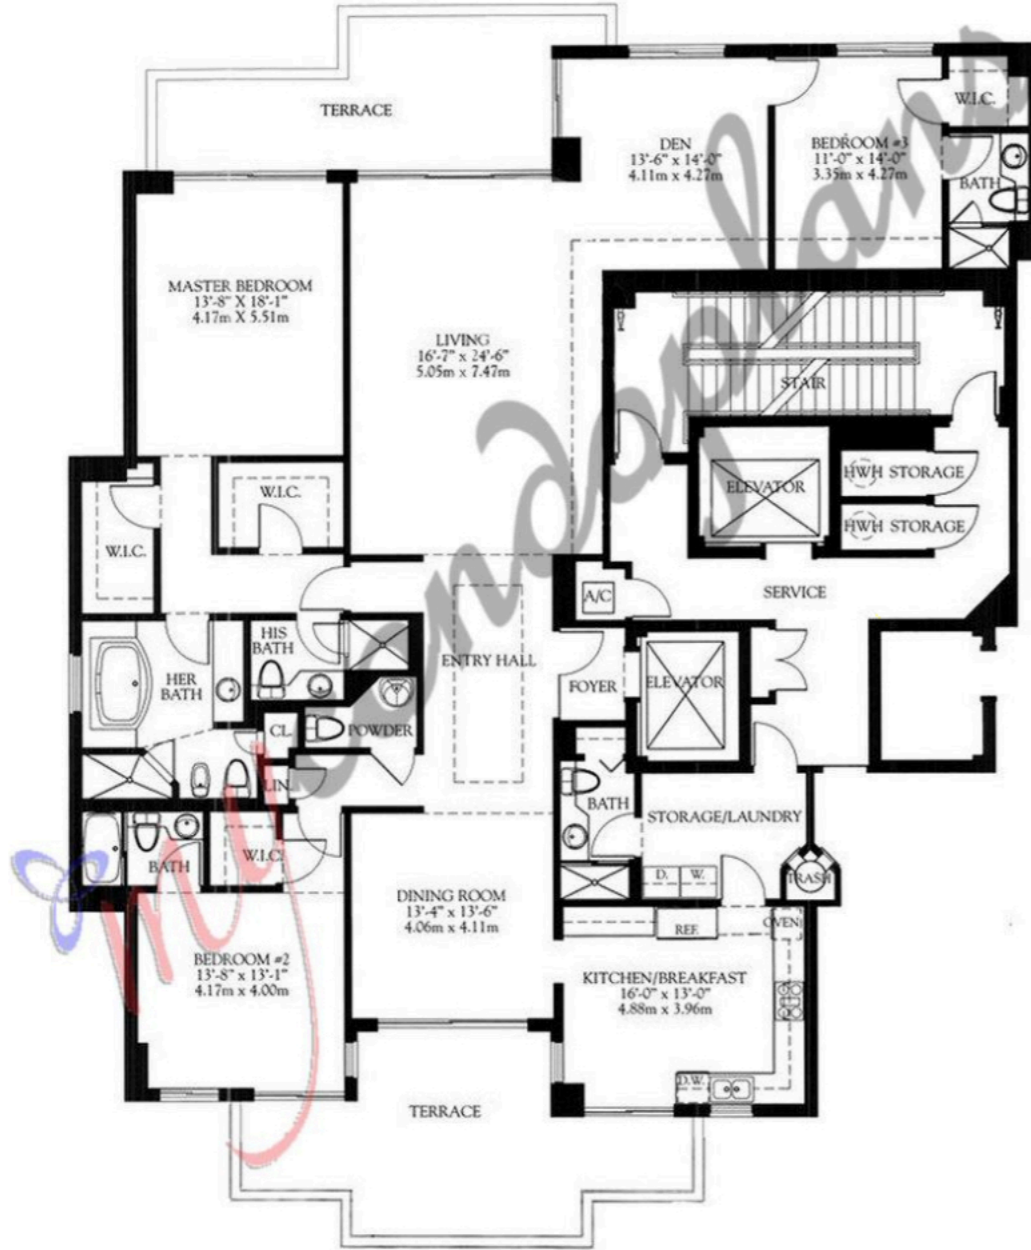 TERRACE
DEN
13'-6" x 14'-0"
4.11m x 4.27m
BEDROOM #3
11'-0" x 14'-0"
3.35m x 4.27m
W.I.C.
BATH
MASTER BEDROOM
13'-8" X 18'-1"
4.17m X 5.51m
LIVING
16'-7" x 24'-6"
5.05m x 7.47m
STAIR
W.I.C.
W.I.C.
ELEVATOR
HWH STORAGE
HWH STORAGE
A/C
SERVICE
HIS
BATH
HER
BATH
ENTRY HALL
FOYER
ELEVATOR
CL.
POWDER
LIN.
BATH
STORAGE/LAUNDRY
BATH
W.I.C.
D. W.
TRASH
DINING ROOM
13'-4" x 13'-6"
4.06m x 4.11m
REF.
OVEN
BEDROOM #2
13'-8" x 13'-1"
4.17m x 4.00m
KITCHEN/BREAKFAST
16'-0" x 13'-0"
4.88m x 3.96m
D.W.
TERRACE
mycondoplans